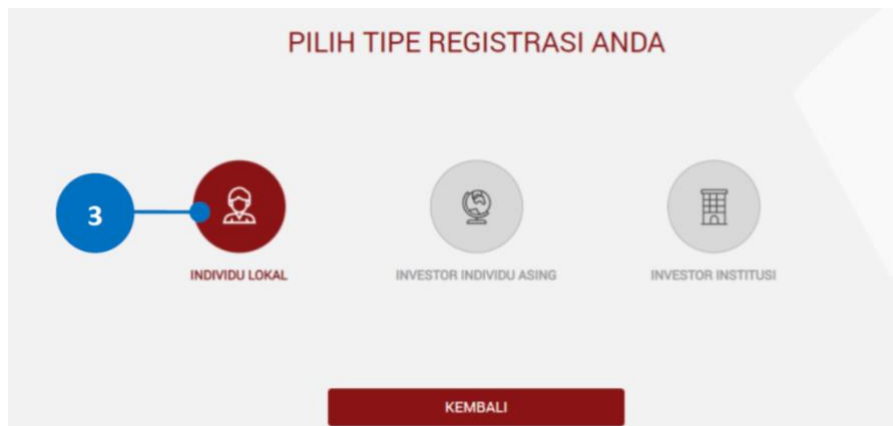 PILIH TIPE REGISTRASI ANDA
3
INDIVIDU LOKAL
INVESTOR INDIVIDU ASING
INVESTOR INSTITUSI
KEMBALI